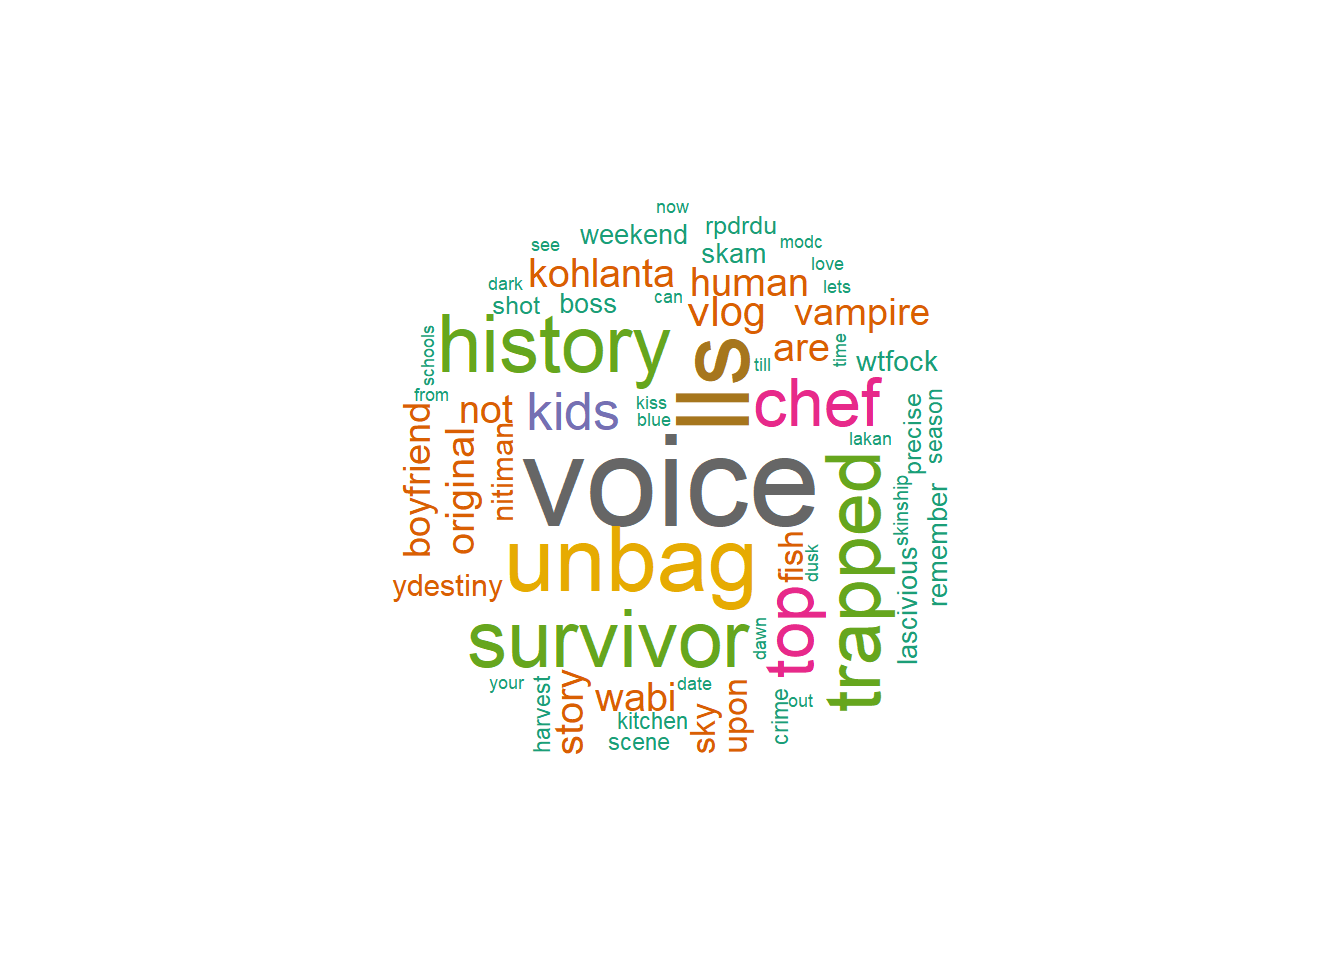 now
weekend
rpdrdu
see
skam
modc
kohlanta
human
love
dark
can
lets
shot
boss
vlog
vampire
schools
history
lls
are
time
till
wtfock
from
not
kids
kiss
blue
chef
precise
season
boyfriend
original
nitiman
voice
lakan
trapped
skinship
remember
lascivious
ydestiny
unbag
fish
dusk
top
survivor
dawn
your
harvest
story
wabi
date
kitchen
scene
sky
upon
crime
out